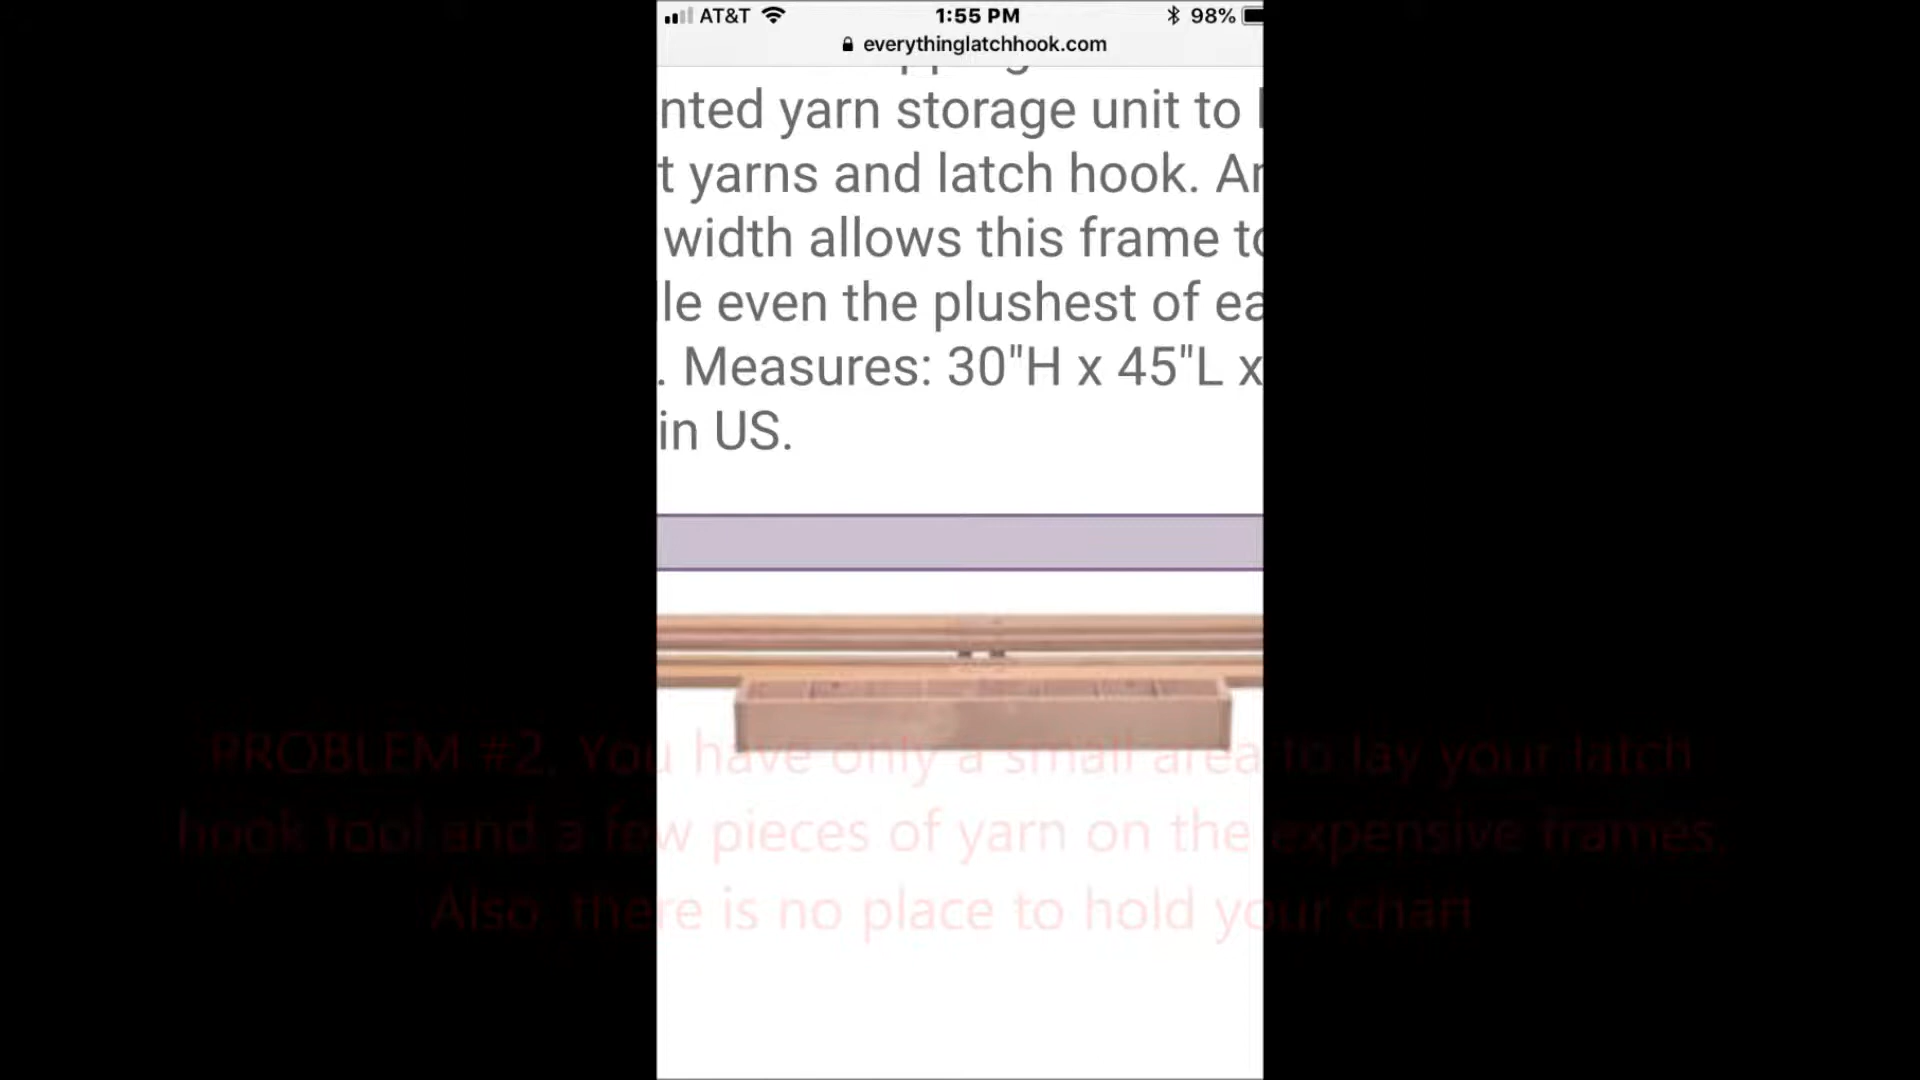 AT&T 1:55 PM 98%
everythinglatchhook.com
nted yarn storage unit to
t yarns and latch hook. Ar
width allows this frame to
le even the plushest of ea
. Measures: 30"H x 45"L x
in US.
PROBLEM #2. You have only a small area to lay your latch
hook tool and a few pieces of yarn on the expensive frames.
Also, there is no place to hold your chart